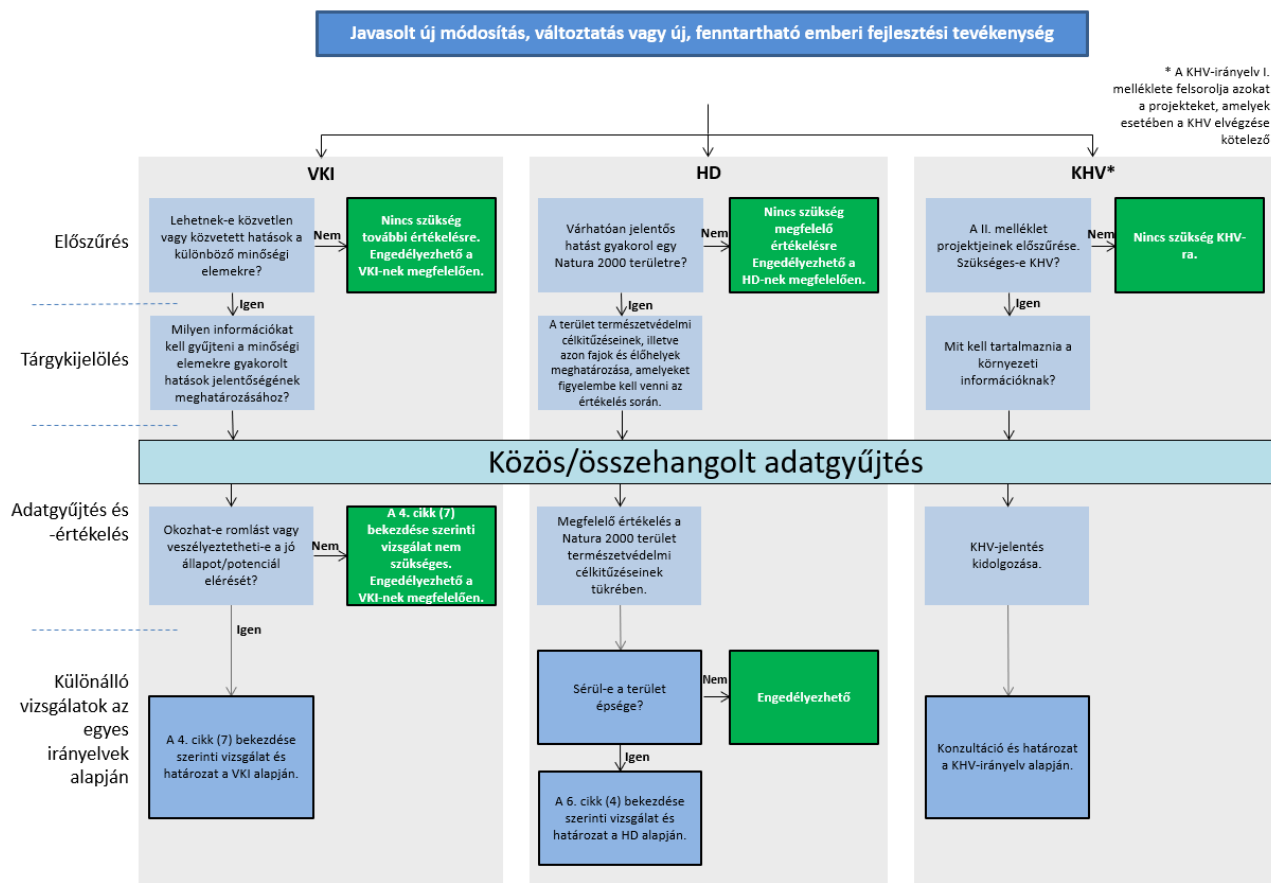 Javasolt új módosítás, változtatás vagy új, fenntartható emberi fejlesztési tevékenység
* A KHV-irányelv I.
melléklete felsorolja azokat
a projekteket, amelyek
esetében a KHV elvégzése
kötelező
VKI
HD
KHV*
Előszűrés
Lehetnek-e közvetlen
vagy közvetett hatások a
különböző minőségi
elemekre?
Nem
Nincs szükség
további értékelésre.
Engedélyezhető a
VKI-nek megfelelően.
Várhatóan jelentős
hatást gyakorol egy
Natura 2000 területre?
Nem
Nincs szükség
megfelelő
értékelésre
Engedélyezhető a
HD-nek megfelelően.
A II. melléklet
projektjeinek előszűrése.
Szükséges-e KHV?
Nem
Nincs szükség KHV-
ra.
Igen
Igen
Igen
Tárgykijelölés
Milyen információkat
kell gyűjteni a minőségi
elemekre gyakorolt
hatások jelentőségének
meghatározásához?
A terület természetvédelmi
célkitűzéseinek, illetve
azon fajok és élőhelyek
meghatározása, amelyeket
figyelembe kell venni az
értékelés során.
Mit kell tartalmaznia a
környezeti
információknak?
Közös/összehangolt adatgyűjtés
Adatgyűjtés és
-értékelés
Okozhat-e romlást vagy
veszélyeztetheti-e a jó
állapot/potenciál
elérését?
Nem
A 4. cikk (7)
bekezdése szerinti
vizsgálat nem
szükséges.
Engedélyezhető a
VKI-nek megfelelően.
Megfelelő értékelés a
Natura 2000 terület
természetvédelmi
célkitűzéseinek
tükrében.
KHV-jelentés
kidolgozása.
Igen
Különálló
vizsgálatok az
egyes
irányelvek
alapján
A 4. cikk (7) bekezdése
szerinti vizsgálat és
határozat a VKI alapján.
Sérül-e a terület
épsége?
Nem
Engedélyezhető
Igen
A 6. cikk (4) bekezdése
szerinti vizsgálat és
határozat a HD alapján.
Konzultáció és határozat
a KHV-irányelv alapján.